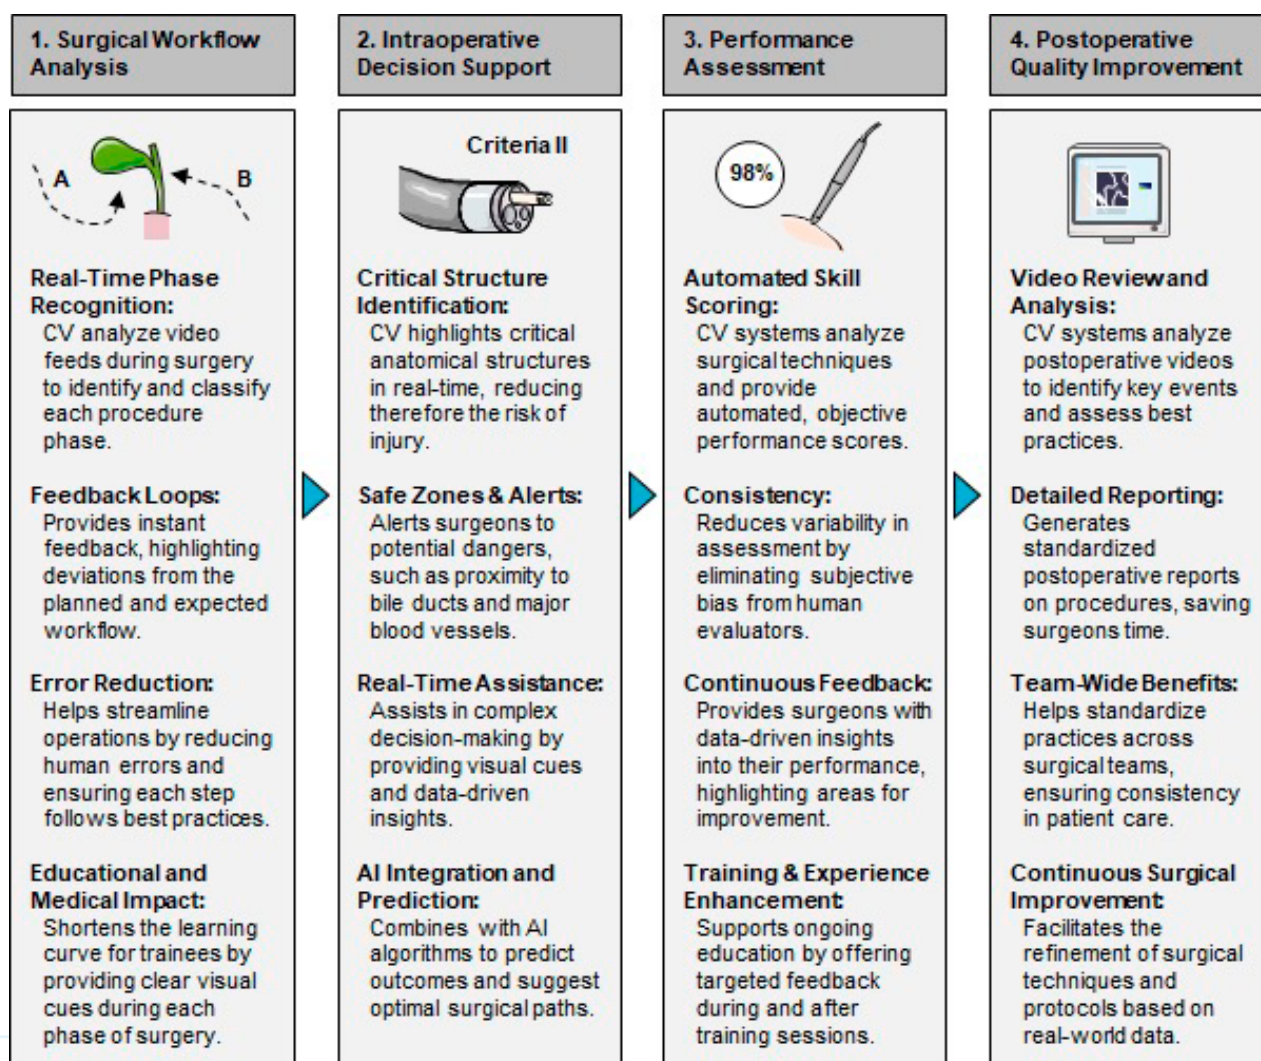 1. Surgical Workflow
Analysis
A
B
Real-Time Phase
Recognition:
CV analyze video
feeds during surgery
to identify and classify
each procedure
phase.
Feedback Loops:
Provides instant
feedback, highlighting
deviations from the
planned and expected
workflow.
Error Reduction:
Helps streamline
operations by reducing
human errors and
ensuring each step
follows best practices.
Educational and
Medical Impact:
Shortens the learning
curve for trainees by
providing clear visual
cues during each
phase of surgery.
2. Intraoperative
Decision Support
Criteria II
Critical Structure
Identification:
CV highlights critical
anatomical structures
in real-time, reducing
therefore the risk of
injury.
Safe Zones & Alerts:
Alerts surgeons to
potential dangers,
such as proximity to
bile ducts and major
blood vessels.
Real-Time Assistance:
Assists in complex
decision-making by
providing visual cues
and data-driven
insights.
AI Integration and
Prediction:
Combines with AI
algorithms to predict
outcomes and suggest
optimal surgical paths.
3. Performance
Assessment
98%
Automated Skill
Scoring:
CV systems analyze
surgical techniques
and provide
automated, objective
performance scores.
Consistency:
Reduces variability in
assessment by
eliminating subjective
bias from human
evaluators.
Continuous Feedback:
Provides surgeons with
data-driven insights
into their performance,
highlighting areas for
improvement.
Training & Experience
Enhancement:
Supports ongoing
education by offering
targeted feedback
during and after
training sessions.
4. Postoperative
Quality Improvement
Video Review and
Analysis:
CV systems analyze
postoperative videos
to identify key events
and assess best
practices.
Detailed Reporting:
Generates
standardized
postoperative reports
on procedures, saving
surgeons time.
Team-Wide Benefits:
Helps standardize
practices across
surgical teams,
ensuring consistency
in patient care.
Continuous Surgical
Improvement:
Facilitates the
refinement of surgical
techniques and
protocols based on
real-world data.